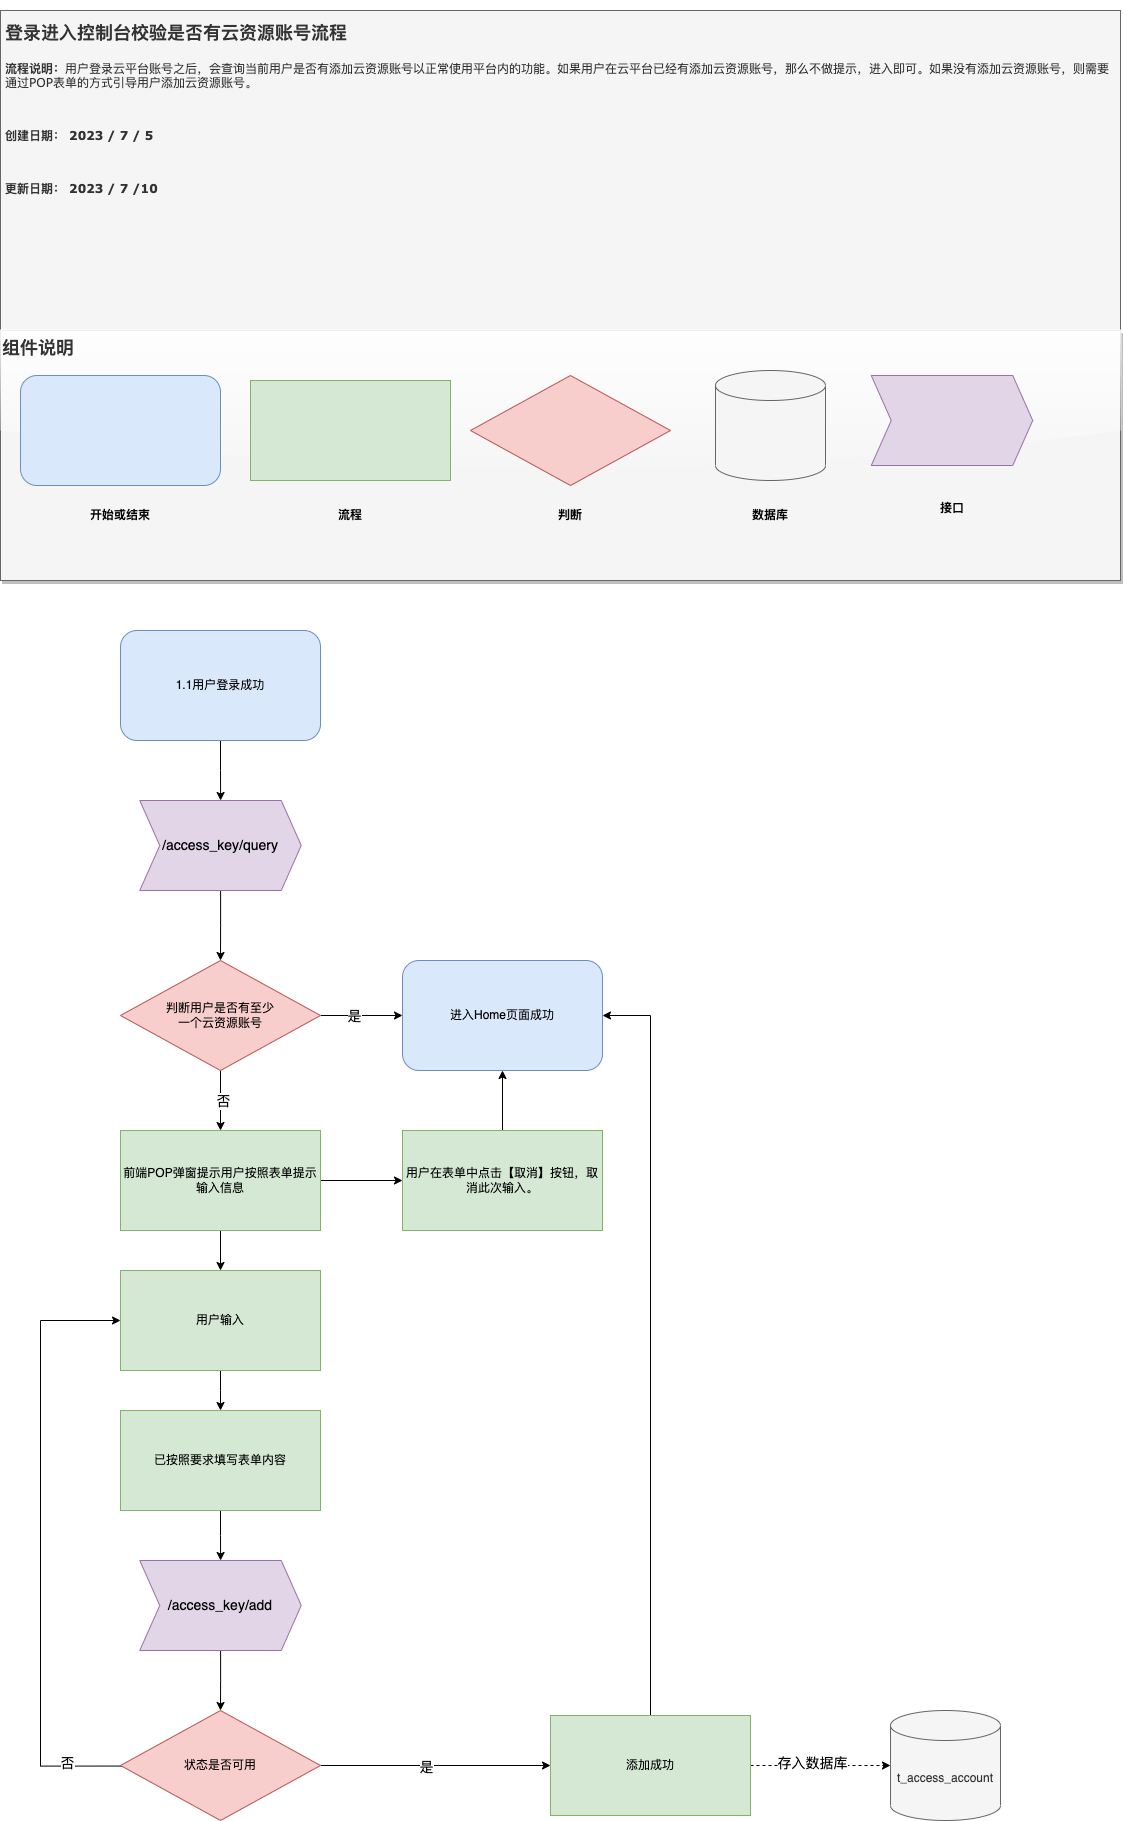 登录进入控制台校验是否有云资源账号流程
流程说明：用户登录云平台账号之后，会查询当前用户是否有添加云资源账号以正常使用平台内的功能。如果用户在云平台已经有添加云资源账号，那么不做提示，进入即可。如果没有添加云资源账号，则需要
通过POP表单的方式引导用户添加云资源账号。
创建日期： 2023 / 7 / 5
更新日期： 2023 / 7 /10
组件说明
开始或结束
流程
判断
数据库
接口
1.1用户登录成功
/access_key/query
判断用户是否有至少
一个云资源账号
是
进入Home页面成功
否
前端POP弹窗提示用户按照表单提示
输入信息
用户在表单中点击【取消】按钮，取
消此次输入。
用户输入
已按照要求填写表单内容
/access_key/add
状态是否可用
否
是
添加成功
存入数据库
t_access_account